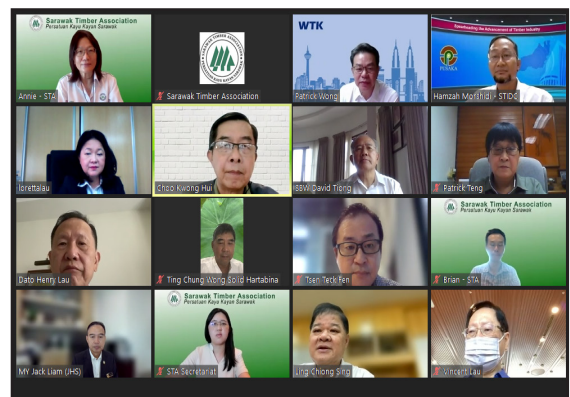 Sarawak Timber Association
Persatuan Kayu Kayan Sarawak
Annie - STA
Sarawak Timber Association
WTK
Patrick Wong
Spearheading the Advancement of Timber Industry
PUSAKA
Hamzah Morshidi - STIDC
lorettalau
Choo Kwong Hui
David Tiong
Patrick Teng
Dato Henry Lau
Ting Chung Wong Solid Hartabina
Tsen Teck Fen
Sarawak Timber Association
Persatuan Kayu Kayan Sarawak
Brian - STA
MY Jack Liam (JHS)
Sarawak Timber Association
Persatuan Kayu Kayan Sarawak
STA Secretariat
Ling Chiong Sing
Vincent Lau